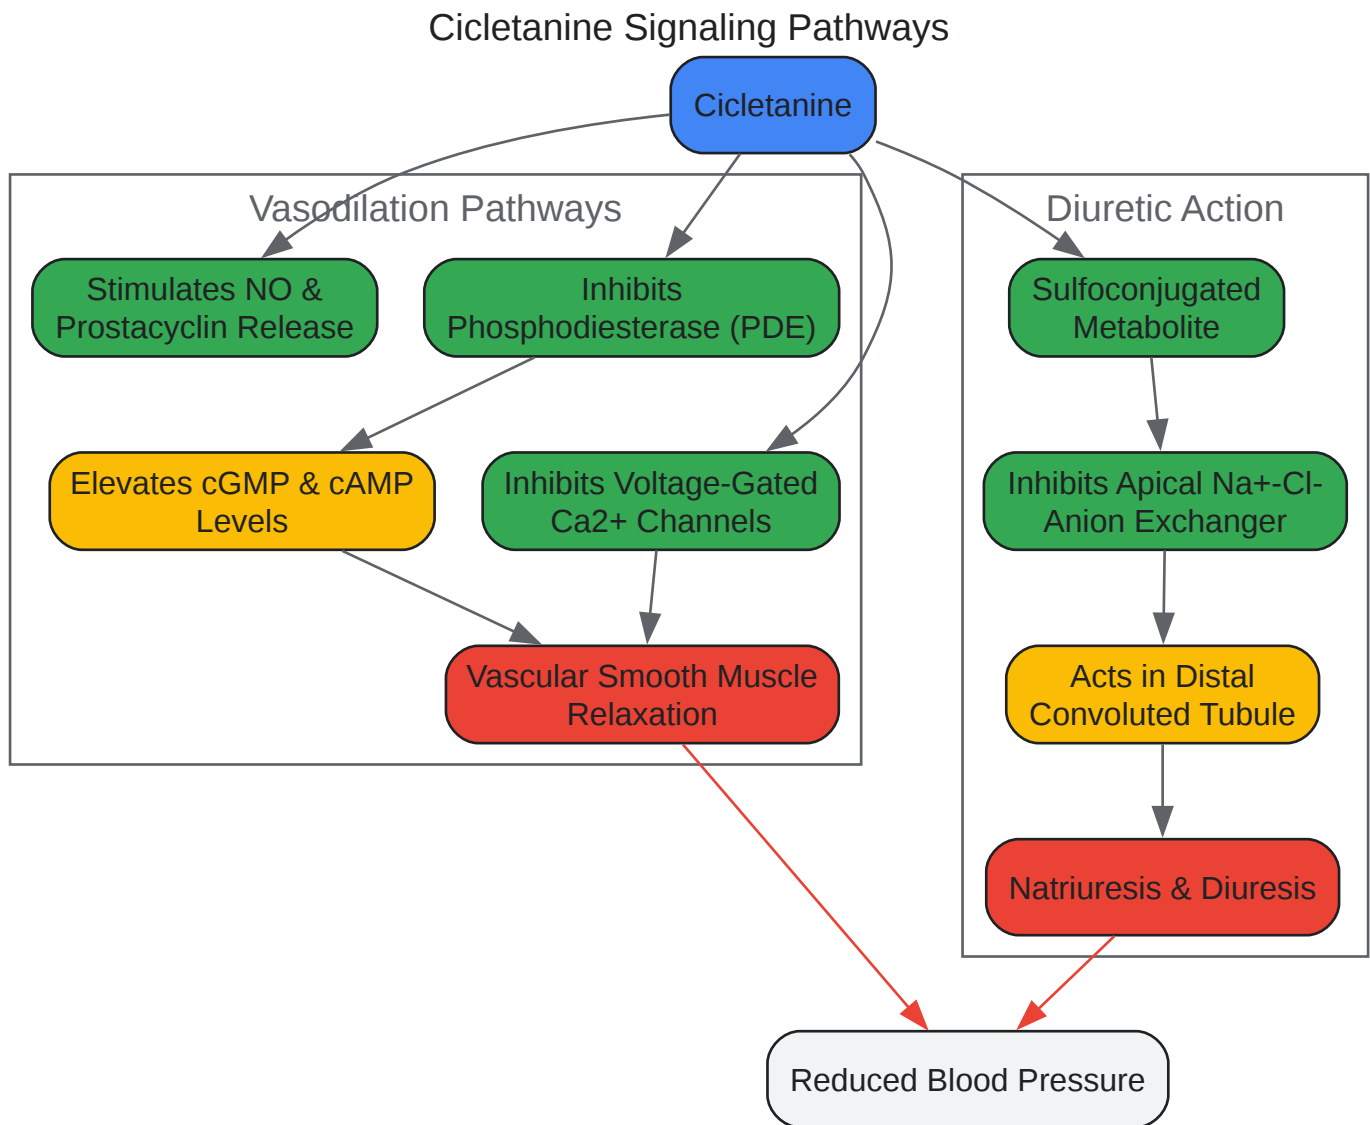 Cicletanine Signaling Pathways
Cicletanine
Vasodilation Pathways
Diuretic Action
Stimulates NO &
Prostacyclin Release
Inhibits
Phosphodiesterase (PDE)
Sulfoconjugated
Metabolite
Elevates cGMP & cAMP
Levels
Inhibits Voltage-Gated
Ca2+ Channels
Inhibits Apical Na+-Cl-
Anion Exchanger
Vascular Smooth Muscle
Relaxation
Acts in Distal
Convoluted Tubule
Natriuresis & Diuresis
Reduced Blood Pressure